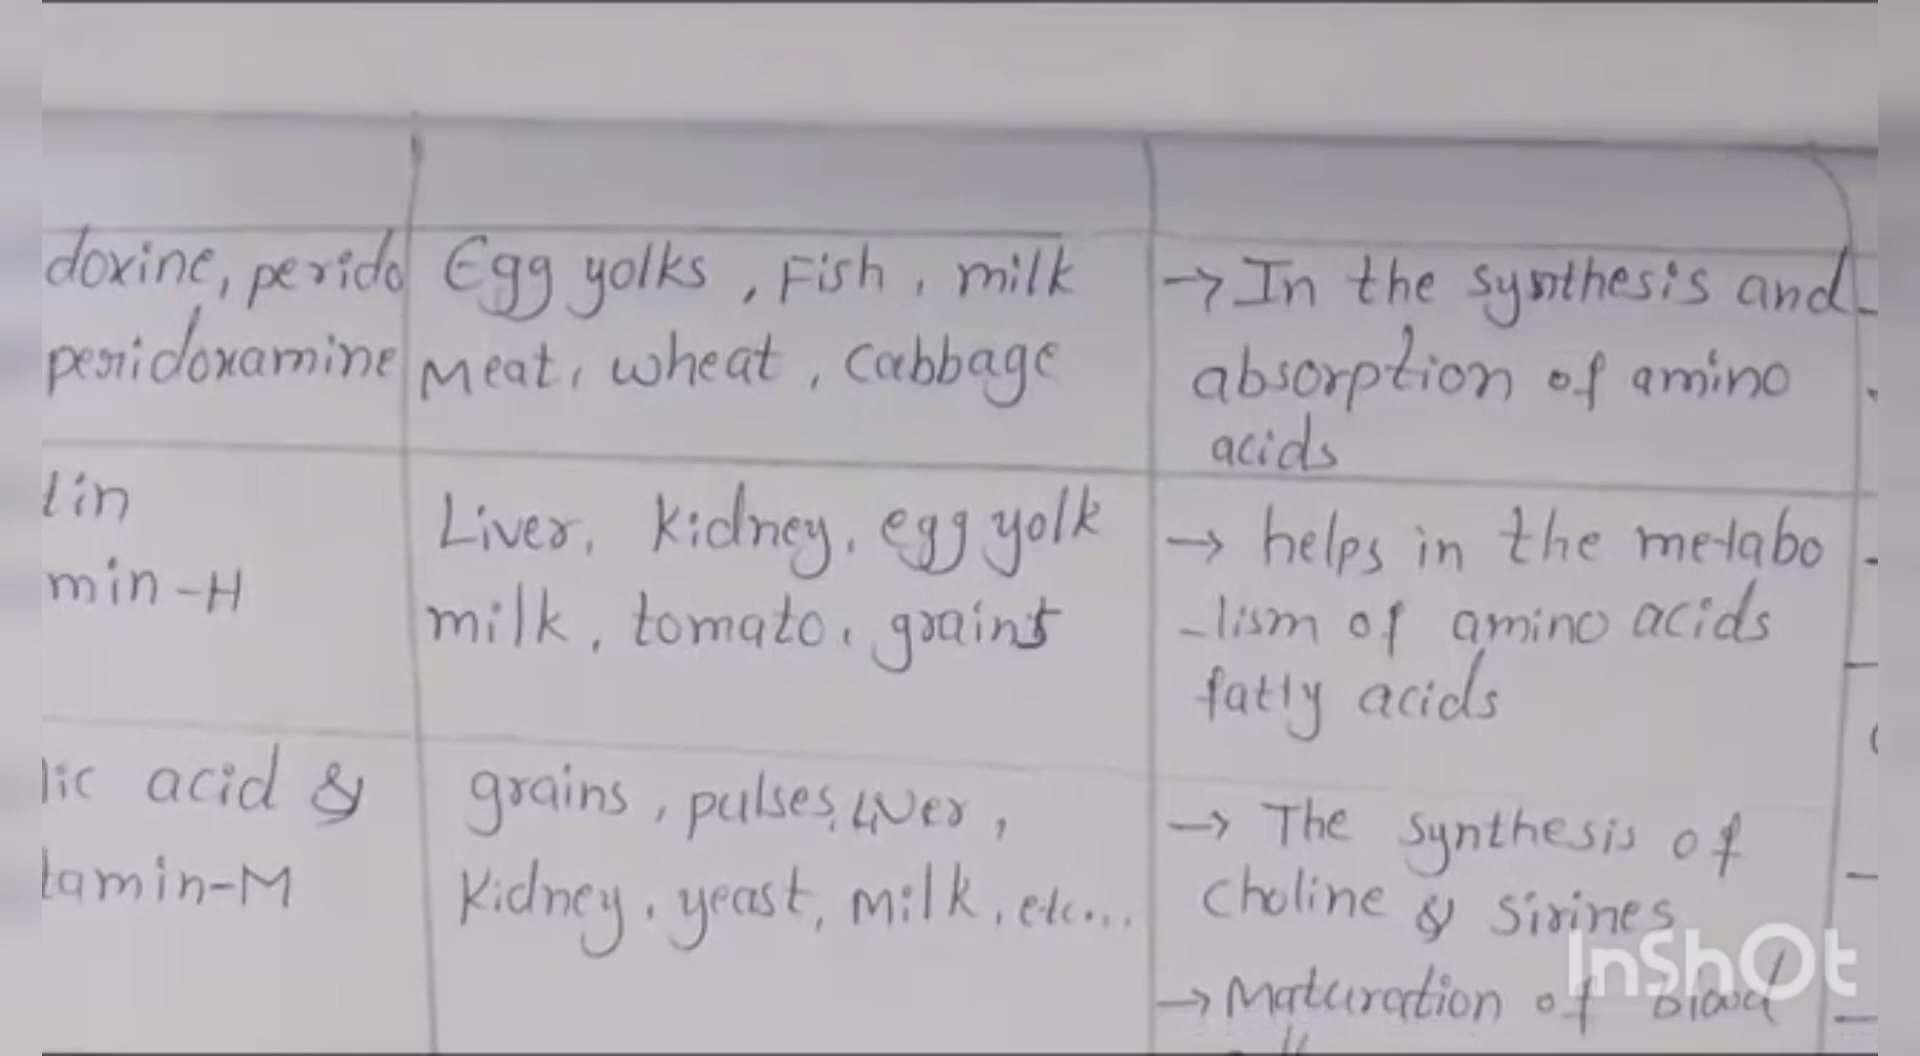 doxine, perido
peridoxamine
Egg yolks, Fish, milk
Meat, wheat, cabbage
→ In the synthesis and
absorption of amino
acids
tin
min-H
Liver, kidney, egg yolk
milk, tomato, grains
→ helps in the metabo
-lism of amino acids
fatty acids
lic acid &
tamin-M
grains, pulses, liver,
kidney, yeast, milk, etc...
→ The synthesis of
choline & sirines
→ Maturation of blood
InShOt